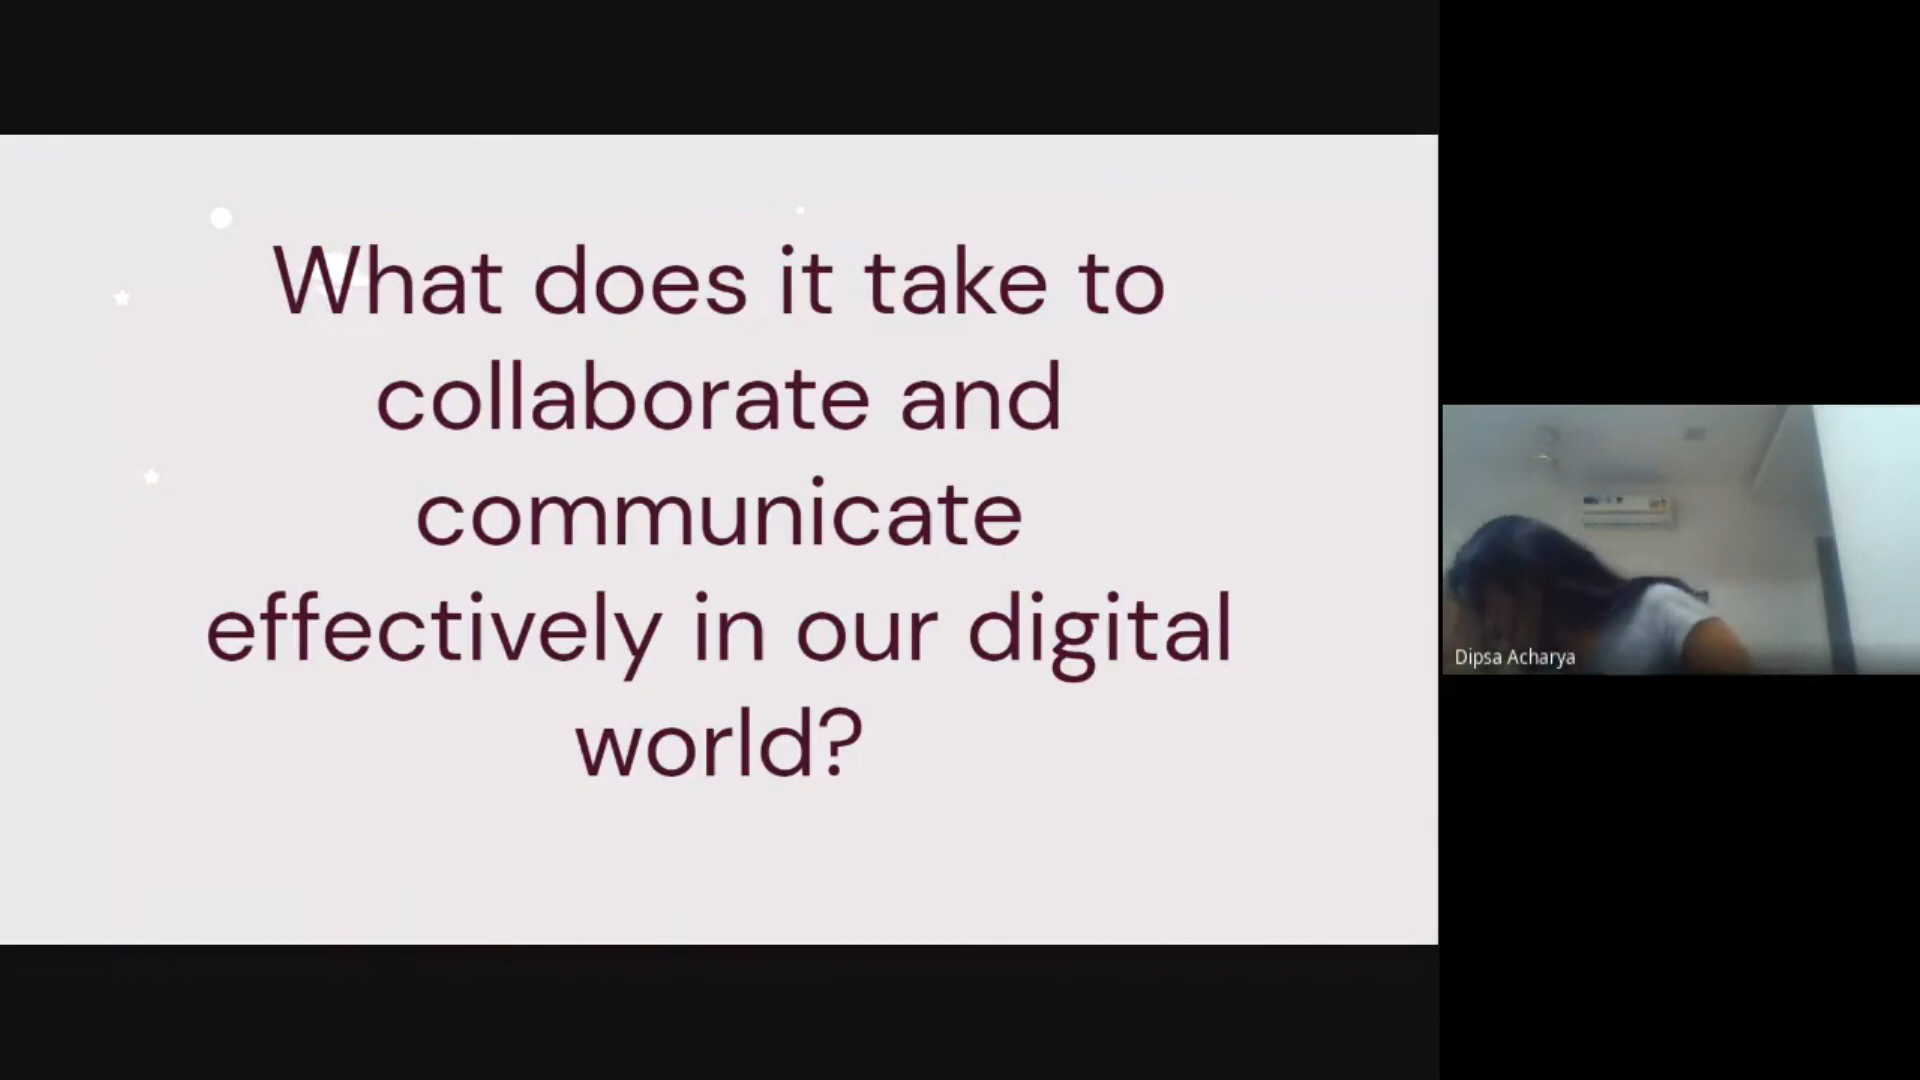 What does it take to
collaborate and
communicate
effectively in our digital
world?
Dipsa Acharya